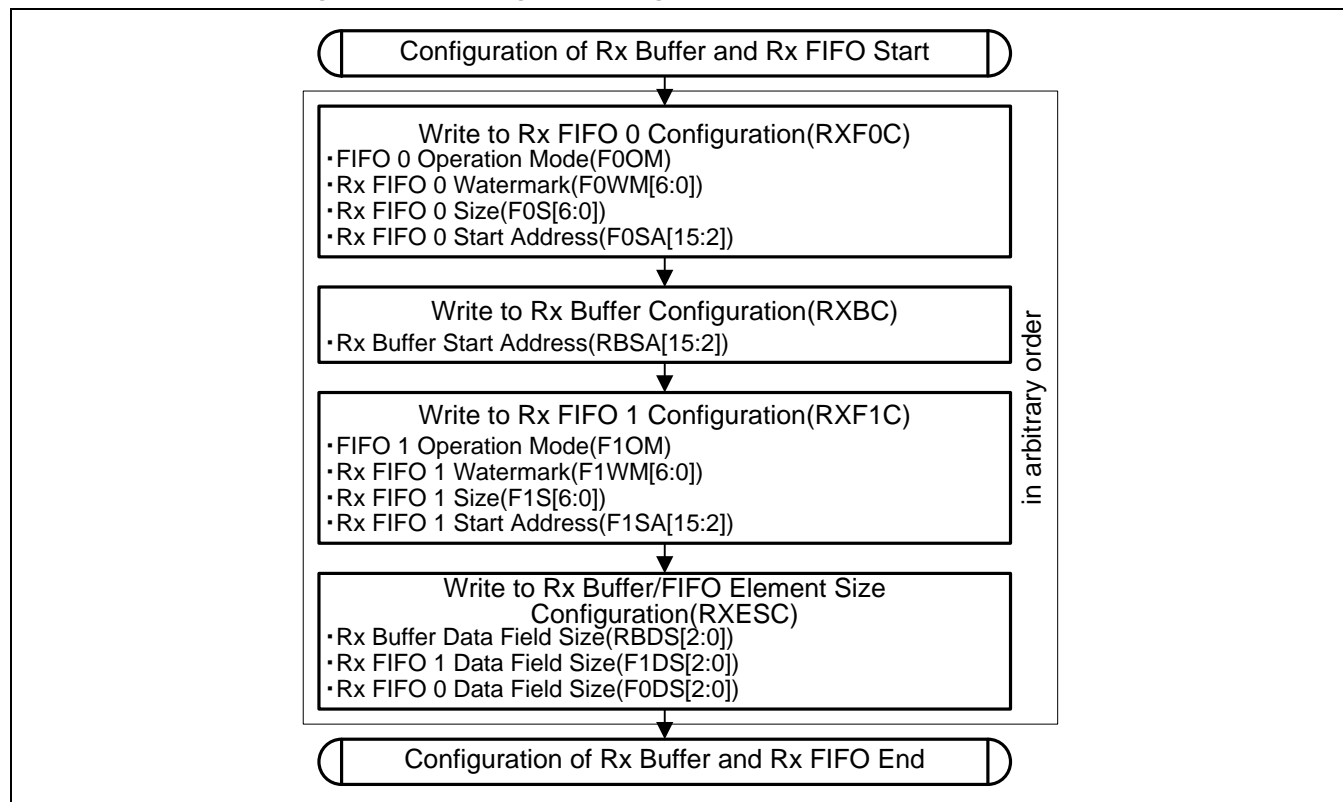 Configuration of Rx Buffer and Rx FIFO Start
Write to Rx FIFO 0 Configuration(RXF0C)
・FIFO 0 Operation Mode(F0OM)
・Rx FIFO 0 Watermark(F0WM[6:0])
・Rx FIFO 0 Size(F0S[6:0])
・Rx FIFO 0 Start Address(F0SA[15:2])
Write to Rx Buffer Configuration(RXBC)
・Rx Buffer Start Address(RBSA[15:2])
Write to Rx FIFO 1 Configuration(RXF1C)
・FIFO 1 Operation Mode(F1OM)
・Rx FIFO 1 Watermark(F1WM[6:0])
・Rx FIFO 1 Size(F1S[6:0])
・Rx FIFO 1 Start Address(F1SA[15:2])
Write to Rx Buffer/FIFO Element Size
Configuration(RXESC)
・Rx Buffer Data Field Size(RBDS[2:0])
・Rx FIFO 1 Data Field Size(F1DS[2:0])
・Rx FIFO 0 Data Field Size(F0DS[2:0])
in arbitrary order
Configuration of Rx Buffer and Rx FIFO End